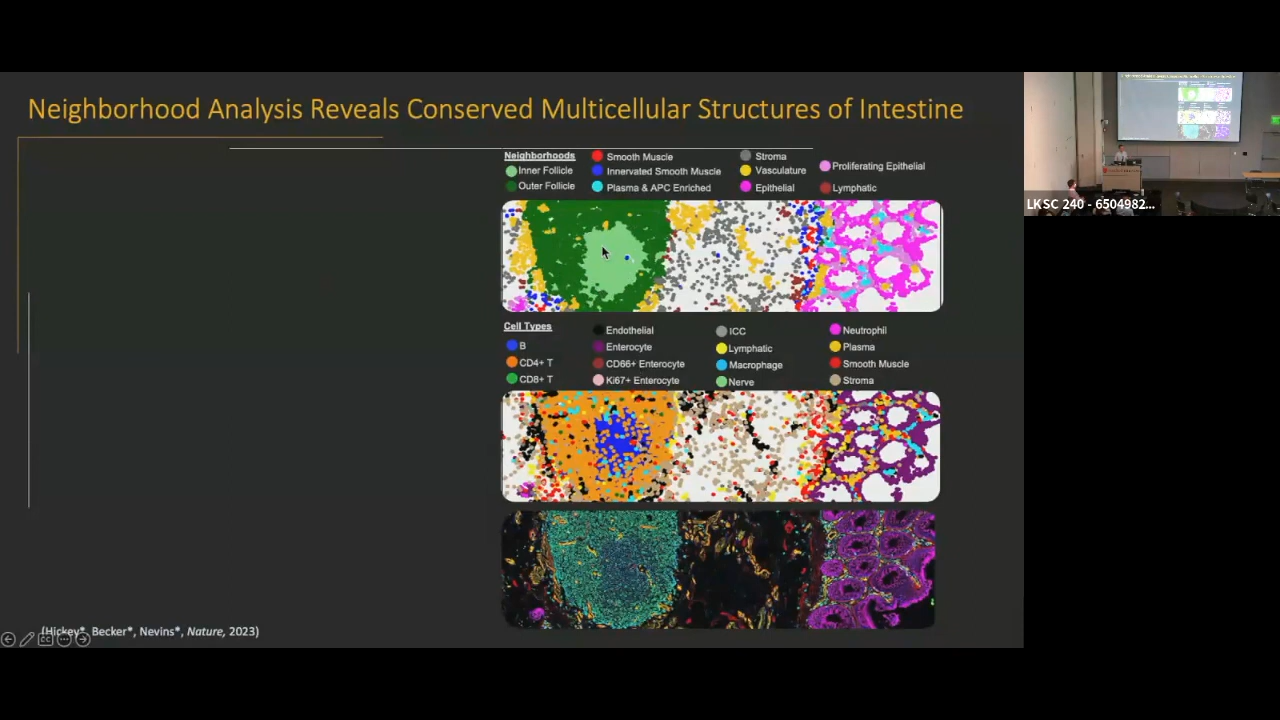 Neighborhood Analysis Reveals Conserved Multicellular Structures of Intestine
Neighborhoods
Inner Follicle
Outer Follicle
Smooth Muscle
Innervated Smooth Muscle
Plasma & APC Enriched
Stroma
Vasculature
Epithelial
Proliferating Epithelial
Lymphatic
Cell Types
B
CD4+ T
CD8+ T
Endothelial
Enterocyte
CD66+ Enterocyte
Ki67+ Enterocyte
ICC
Lymphatic
Macrophage
Nerve
Neutrophil
Plasma
Smooth Muscle
Stroma
(Hickey*, Becker*, Nevins*, Nature, 2023)
LKSC 240 - 6504982...